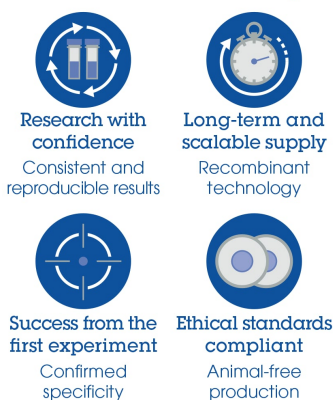 Research with
confidence
Consistent and
reproducible results
Long-term and
scalable supply
Recombinant
technology
Success from the
first experiment
Confirmed
specificity
Ethical standards
compliant
Animal-free
production